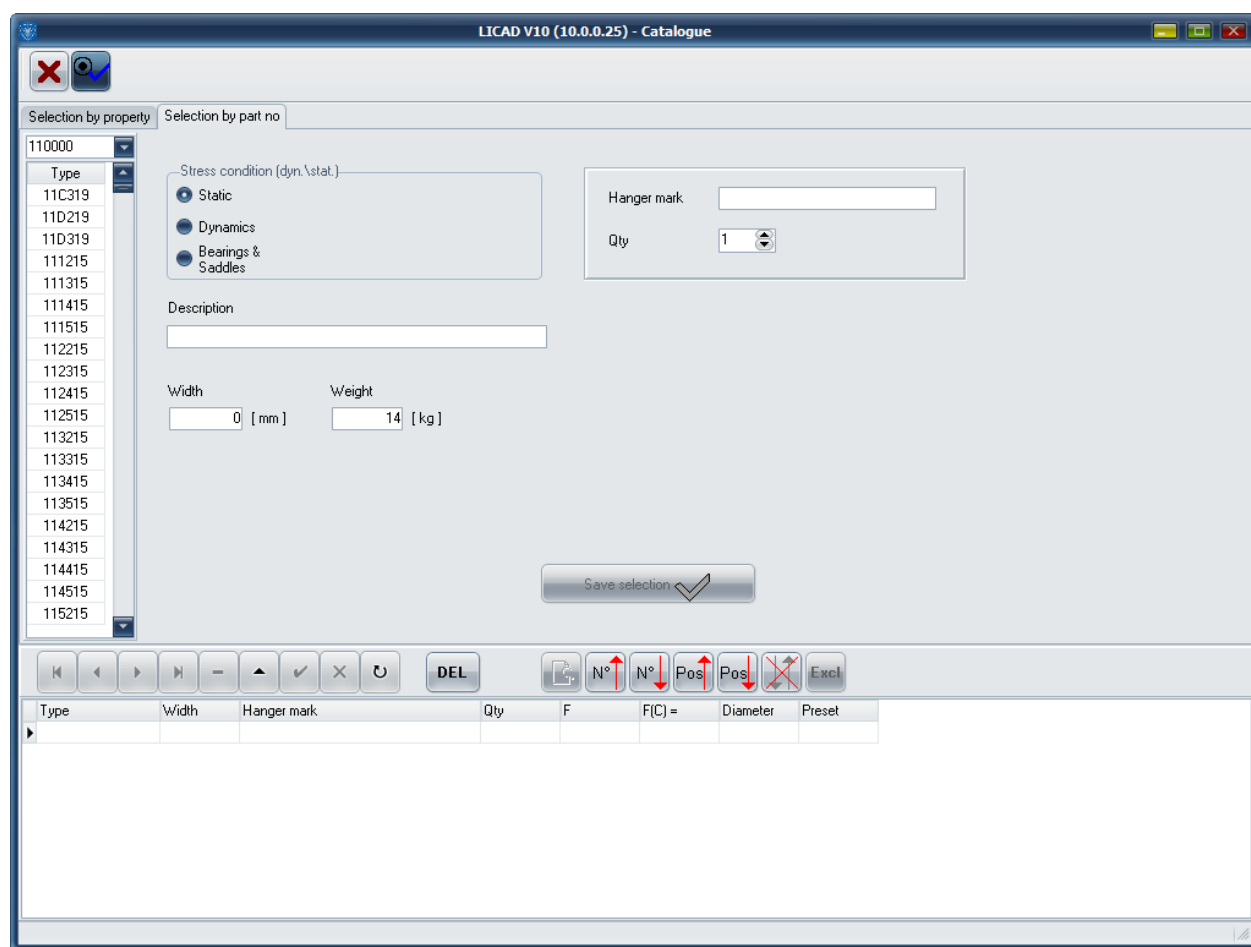 LICAD V10 (10.0.0.25) - Catalogue
Selection by property
Selection by part no
110000
Type
11C319
11D219
11D319
111215
111315
111415
111515
112215
112315
112415
112515
113215
113315
113415
113515
114215
114315
114415
114515
115215
Stress condition (dyn.\stat.)
Static
Dynamics
Bearings &
Saddles
Hanger mark
Qty 1
Description
Width Weight
0 [ mm ] 14 [ kg ]
Save selection
DEL N° N° Pos Pos Excl
Type Width Hanger mark Qty F F(C) = Diameter Preset